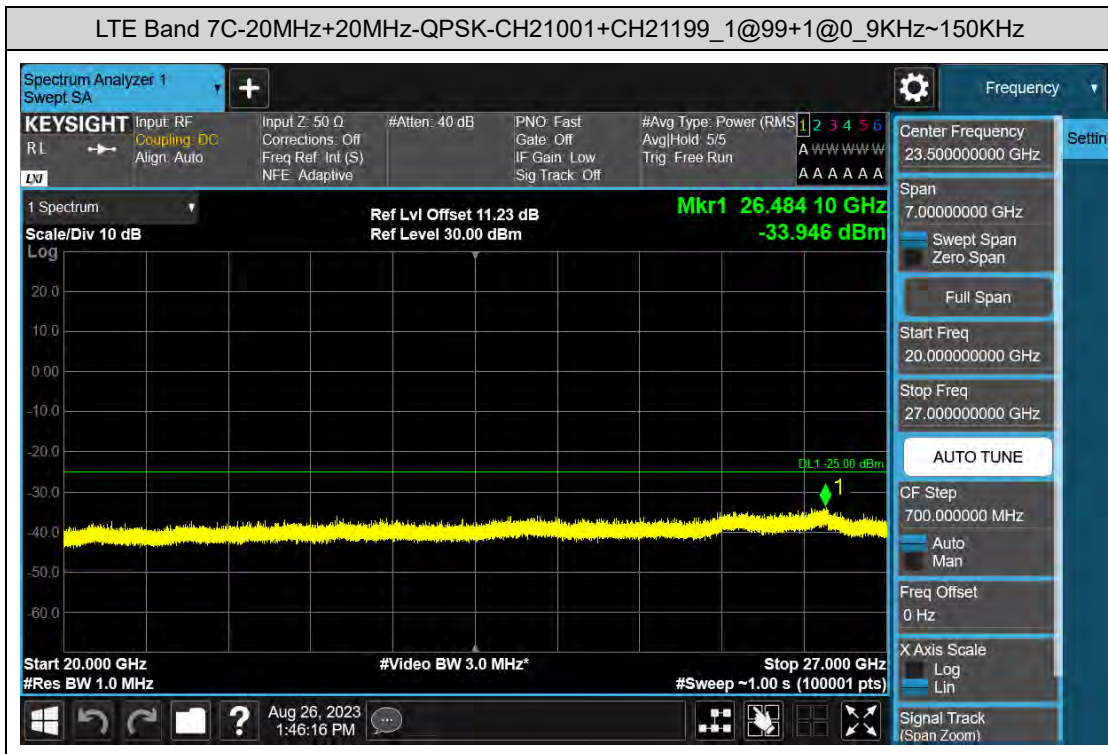 LTE Band 7C-20MHz+20MHz-QPSK-CH21001+CH21199_1@99+1@0_9KHz~150KHz
Spectrum Analyzer 1
Swept SA
+
Frequency
KEYSIGHT
RL
LXI
Input: RF
Coupling: DC
Align: Auto
Input Z: 50 Ω
Corrections: Off
Freq Ref: Int (S)
NFE: Adaptive
#Atten: 40 dB
PNO: Fast
Gate: Off
IF Gain: Low
Sig Track: Off
#Avg Type: Power (RMS
Avg|Hold: 5/5
Trig: Free Run
1 2 3 4 5 6
A W W W W W
A A A A A A
1 Spectrum
Scale/Div 10 dB
Log
Ref Lvl Offset 11.23 dB
Ref Level 30.00 dBm
Mkr1 26.484 10 GHz
-33.946 dBm
20.0
10.0
0.00
-10.0
-20.0
-30.0
-40.0
-50.0
-60.0
DL1 -25.00 dBm
1
Start 20.000 GHz
#Res BW 1.0 MHz
#Video BW 3.0 MHz*
Stop 27.000 GHz
#Sweep ~1.00 s (100001 pts)
Center Frequency
23.500000000 GHz
Settin
Span
7.00000000 GHz
Swept Span
Zero Span
Full Span
Start Freq
20.000000000 GHz
Stop Freq
27.000000000 GHz
AUTO TUNE
CF Step
700.000000 MHz
Auto
Man
Freq Offset
0 Hz
X Axis Scale
Log
Lin
Signal Track
(Span Zoom)
?
Aug 26, 2023
1:46:16 PM